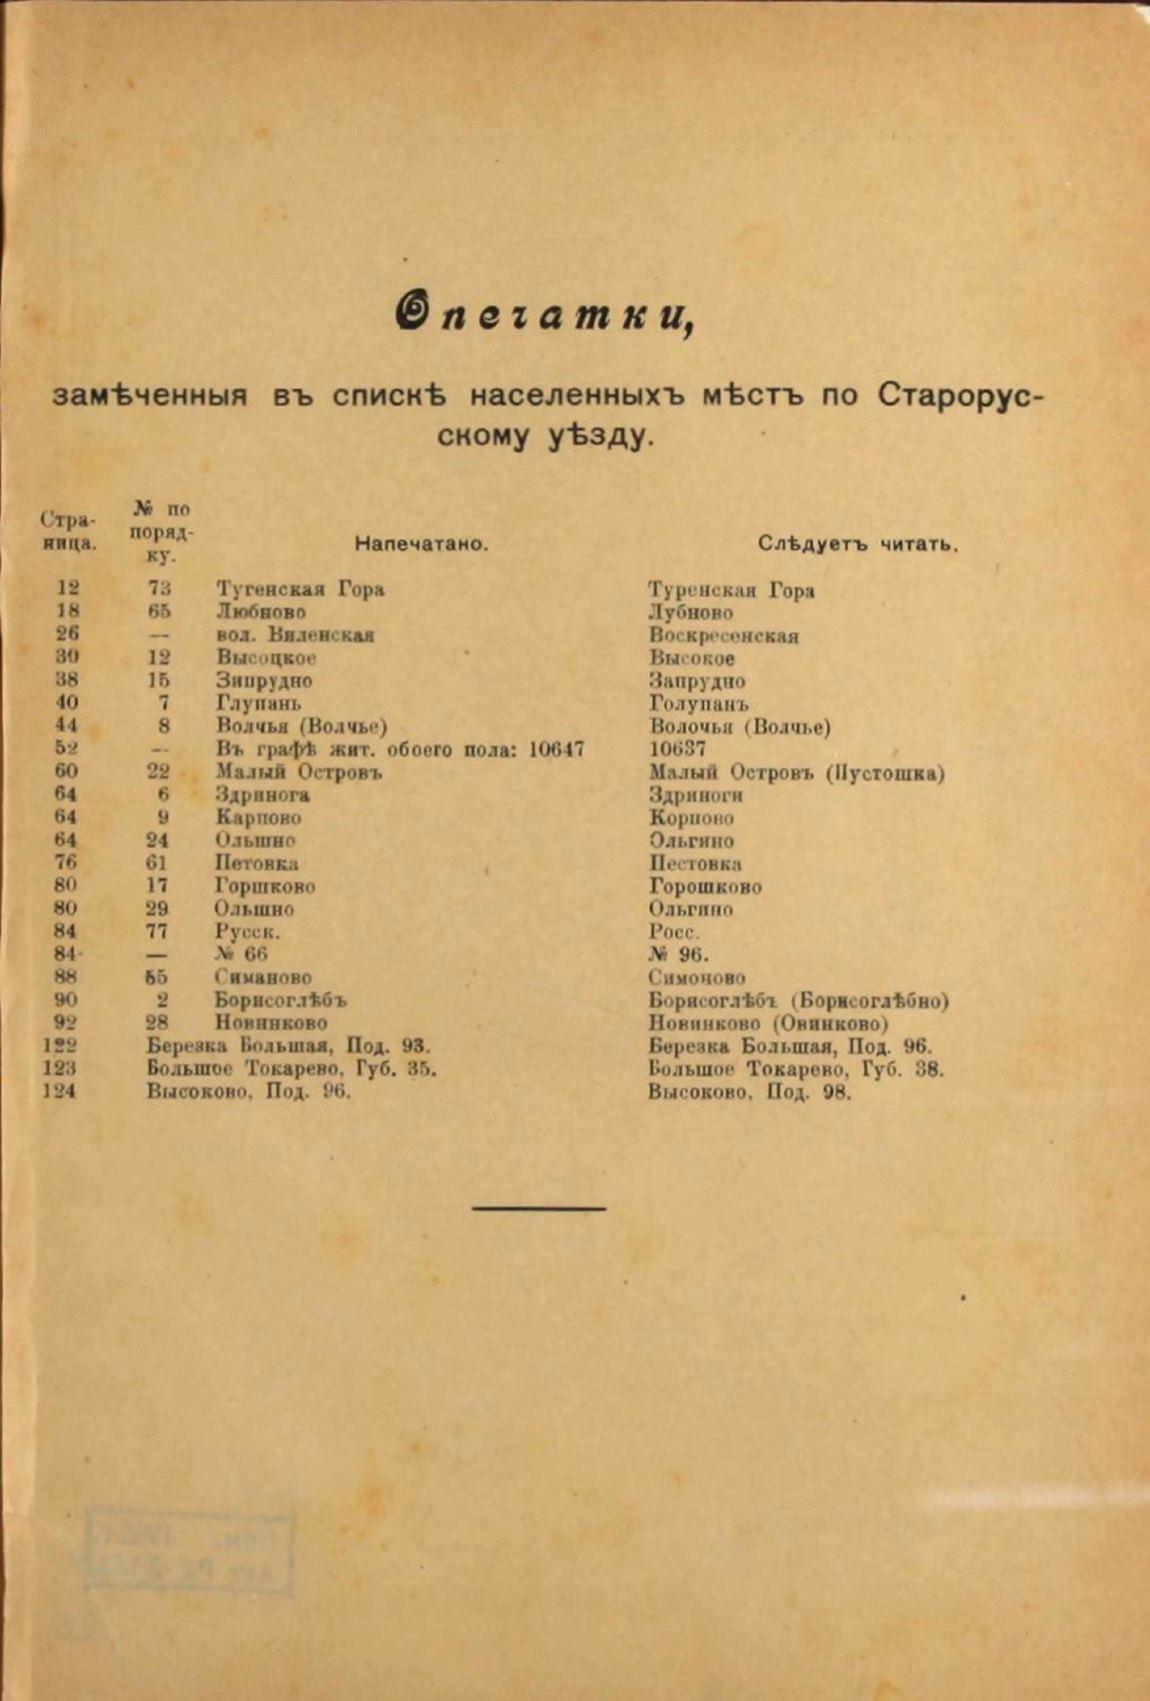 Опечатки,
замѣченныя въ спискѣ населенныхъ мѣстъ по Старорус-
скому уѣзду.
Стра-
ница.
№ по
поряд-
ку.
Напечатано.
Слѣдуетъ читать.
12 73 Тугенская Гора Туренская Гора
18 65 Любново Лубново
26 — вол. Виленская Воскресенская
30 12 Высоцкое Высокое
38 15 Зипрудно Запрудно
40 7 Глупань Голупань
44 8 Волчья (Волчье) Волочья (Волчье)
52 — Въ графѣ жит. обоего пола: 10647 10637
60 22 Малый Островъ Малый Островъ (Пустошка)
64 6 Здринога Здриноги
64 9 Карпово Корпово
64 24 Ольшно Ольгино
76 61 Петовка Пестовка
80 17 Горшково Горошково
80 29 Ольшно Ольгино
84 77 Русск. Росс.
84 — № 66 № 96.
88 55 Симаново Симоново
90 2 Борисоглѣбъ Борисоглѣбъ (Борисоглѣбно)
92 28 Новинково Новинково (Овинково)
122 Березка Большая, Под. 93. Березка Большая, Под. 96.
123 Большое Токарево, Губ. 35. Большое Токарево, Губ. 38.
124 Высоково, Под. 96. Высоково, Под. 98.